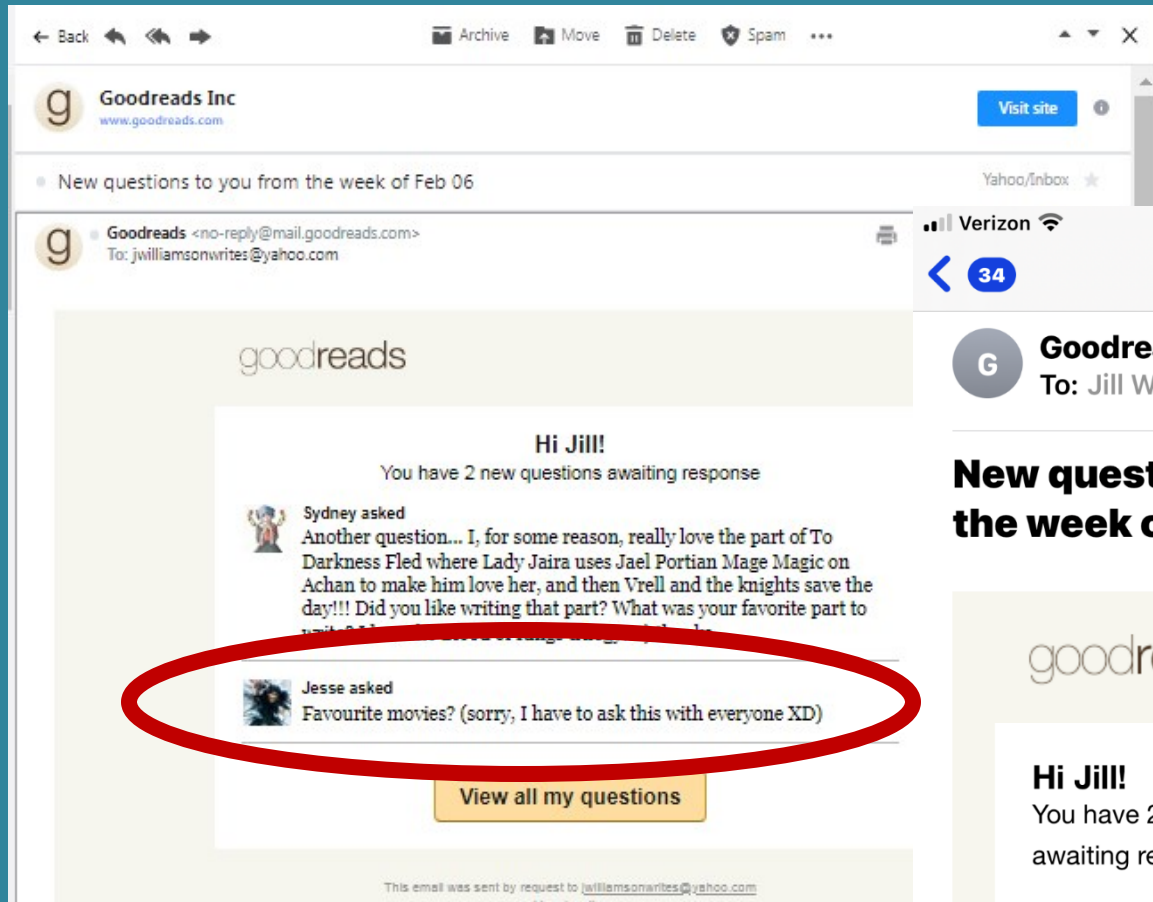 Back
Archive Move Delete Spam
Goodreads Inc
www.goodreads.com
Visit site
New questions to you from the week of Feb 06
Yahoo/Inbox
Goodreads <no-reply@mail.goodreads.com>
To: jwilliamsonwrites@yahoo.com
goodreads
Hi Jill!
You have 2 new questions awaiting response
Sydney asked
Another question... I, for some reason, really love the part of To
Darkness Fled where Lady Jaira uses Jael Portian Mage Magic on
Achan to make him love her, and then Vrell and the knights save the
day!!! Did you like writing that part? What was your favorite part to
Jesse asked
Favourite movies? (sorry, I have to ask this with everyone XD)
View all my questions
This email was sent by request to jwilliamsonwrites@yahoo.com
Verizon
34
G
To: Jill
the week
Hi Jill!
You have 2
awaiting